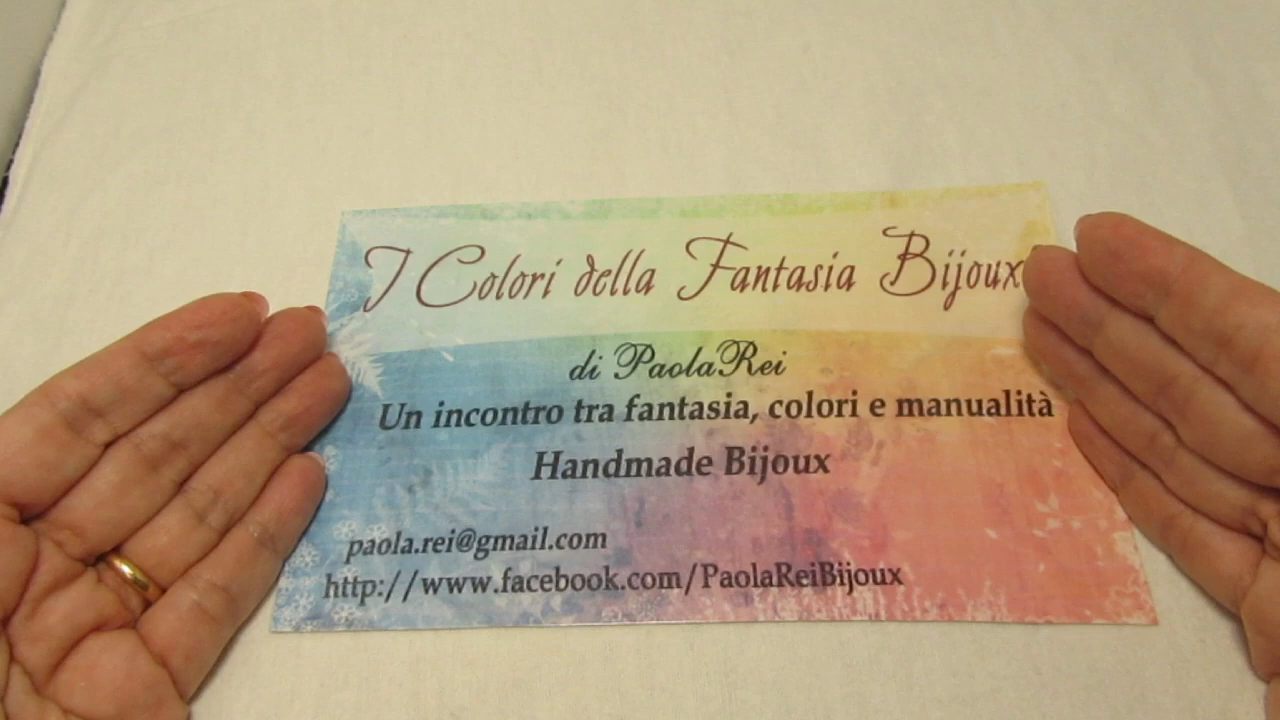 I Colori della Fantasia Bijoux
di PaolaRei
Un incontro tra fantasia, colori e manualità
Handmade Bijoux
paola.rei@gmail.com
http://www.facebook.com/PaolaReiBijoux